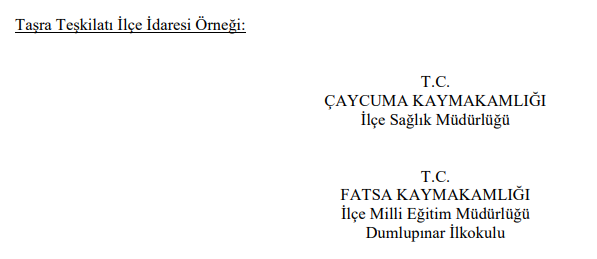 Taşra Teşkilatı İlçe İdaresi Örneği:
T.C.
ÇAYCUMA KAYMAKAMLIĞI
İlçe Sağlık Müdürlüğü
T.C.
FATSA KAYMAKAMLIĞI
İlçe Milli Eğitim Müdürlüğü
Dumlupınar İlkokulu